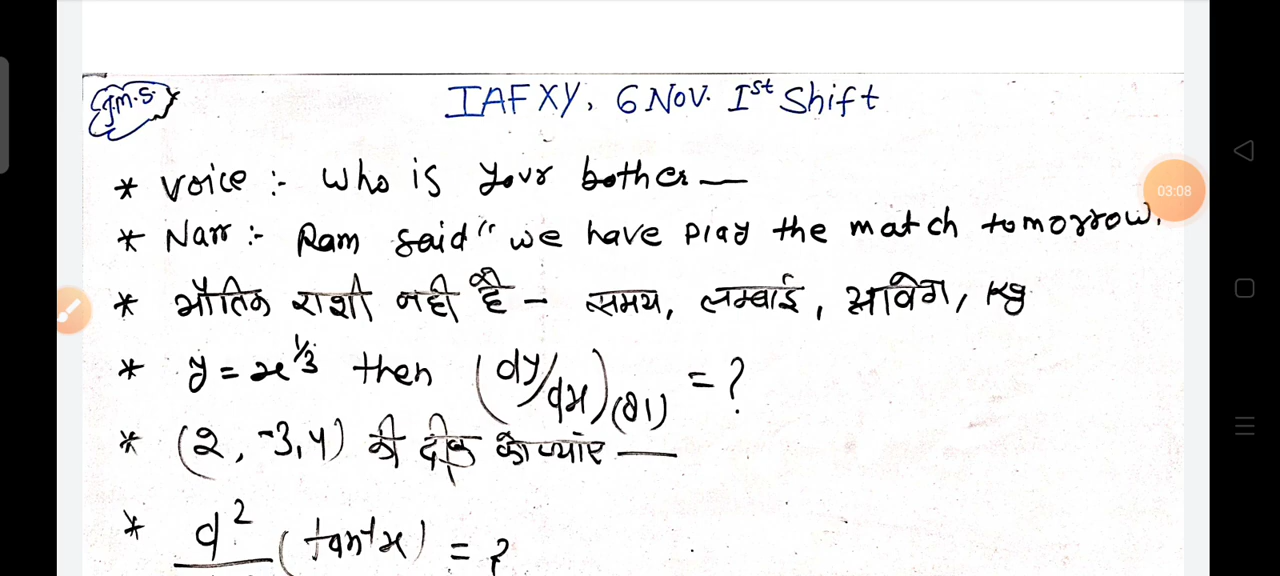 J.M.S.
IAF XY. 6 Nov. Ist Shift
03:08
* Voice :- Who is your bother —
* Narr :- Ram said "we have play the match tomorrow.
* भौतिक राशी नही है की - समय, लम्बाई, आवेग, Kg
* y = x^1/3 then (dy/dx)(81) = ?
* (2, -3, 4) की दीक को ज्याए —
* d² (tan⁻¹x) = ?